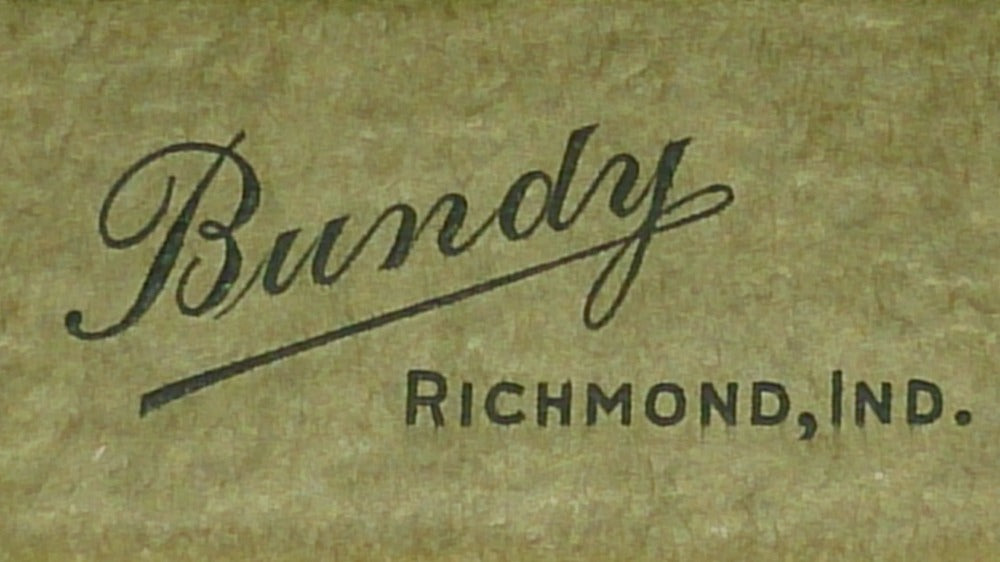 Bundy
RICHMOND, IND.